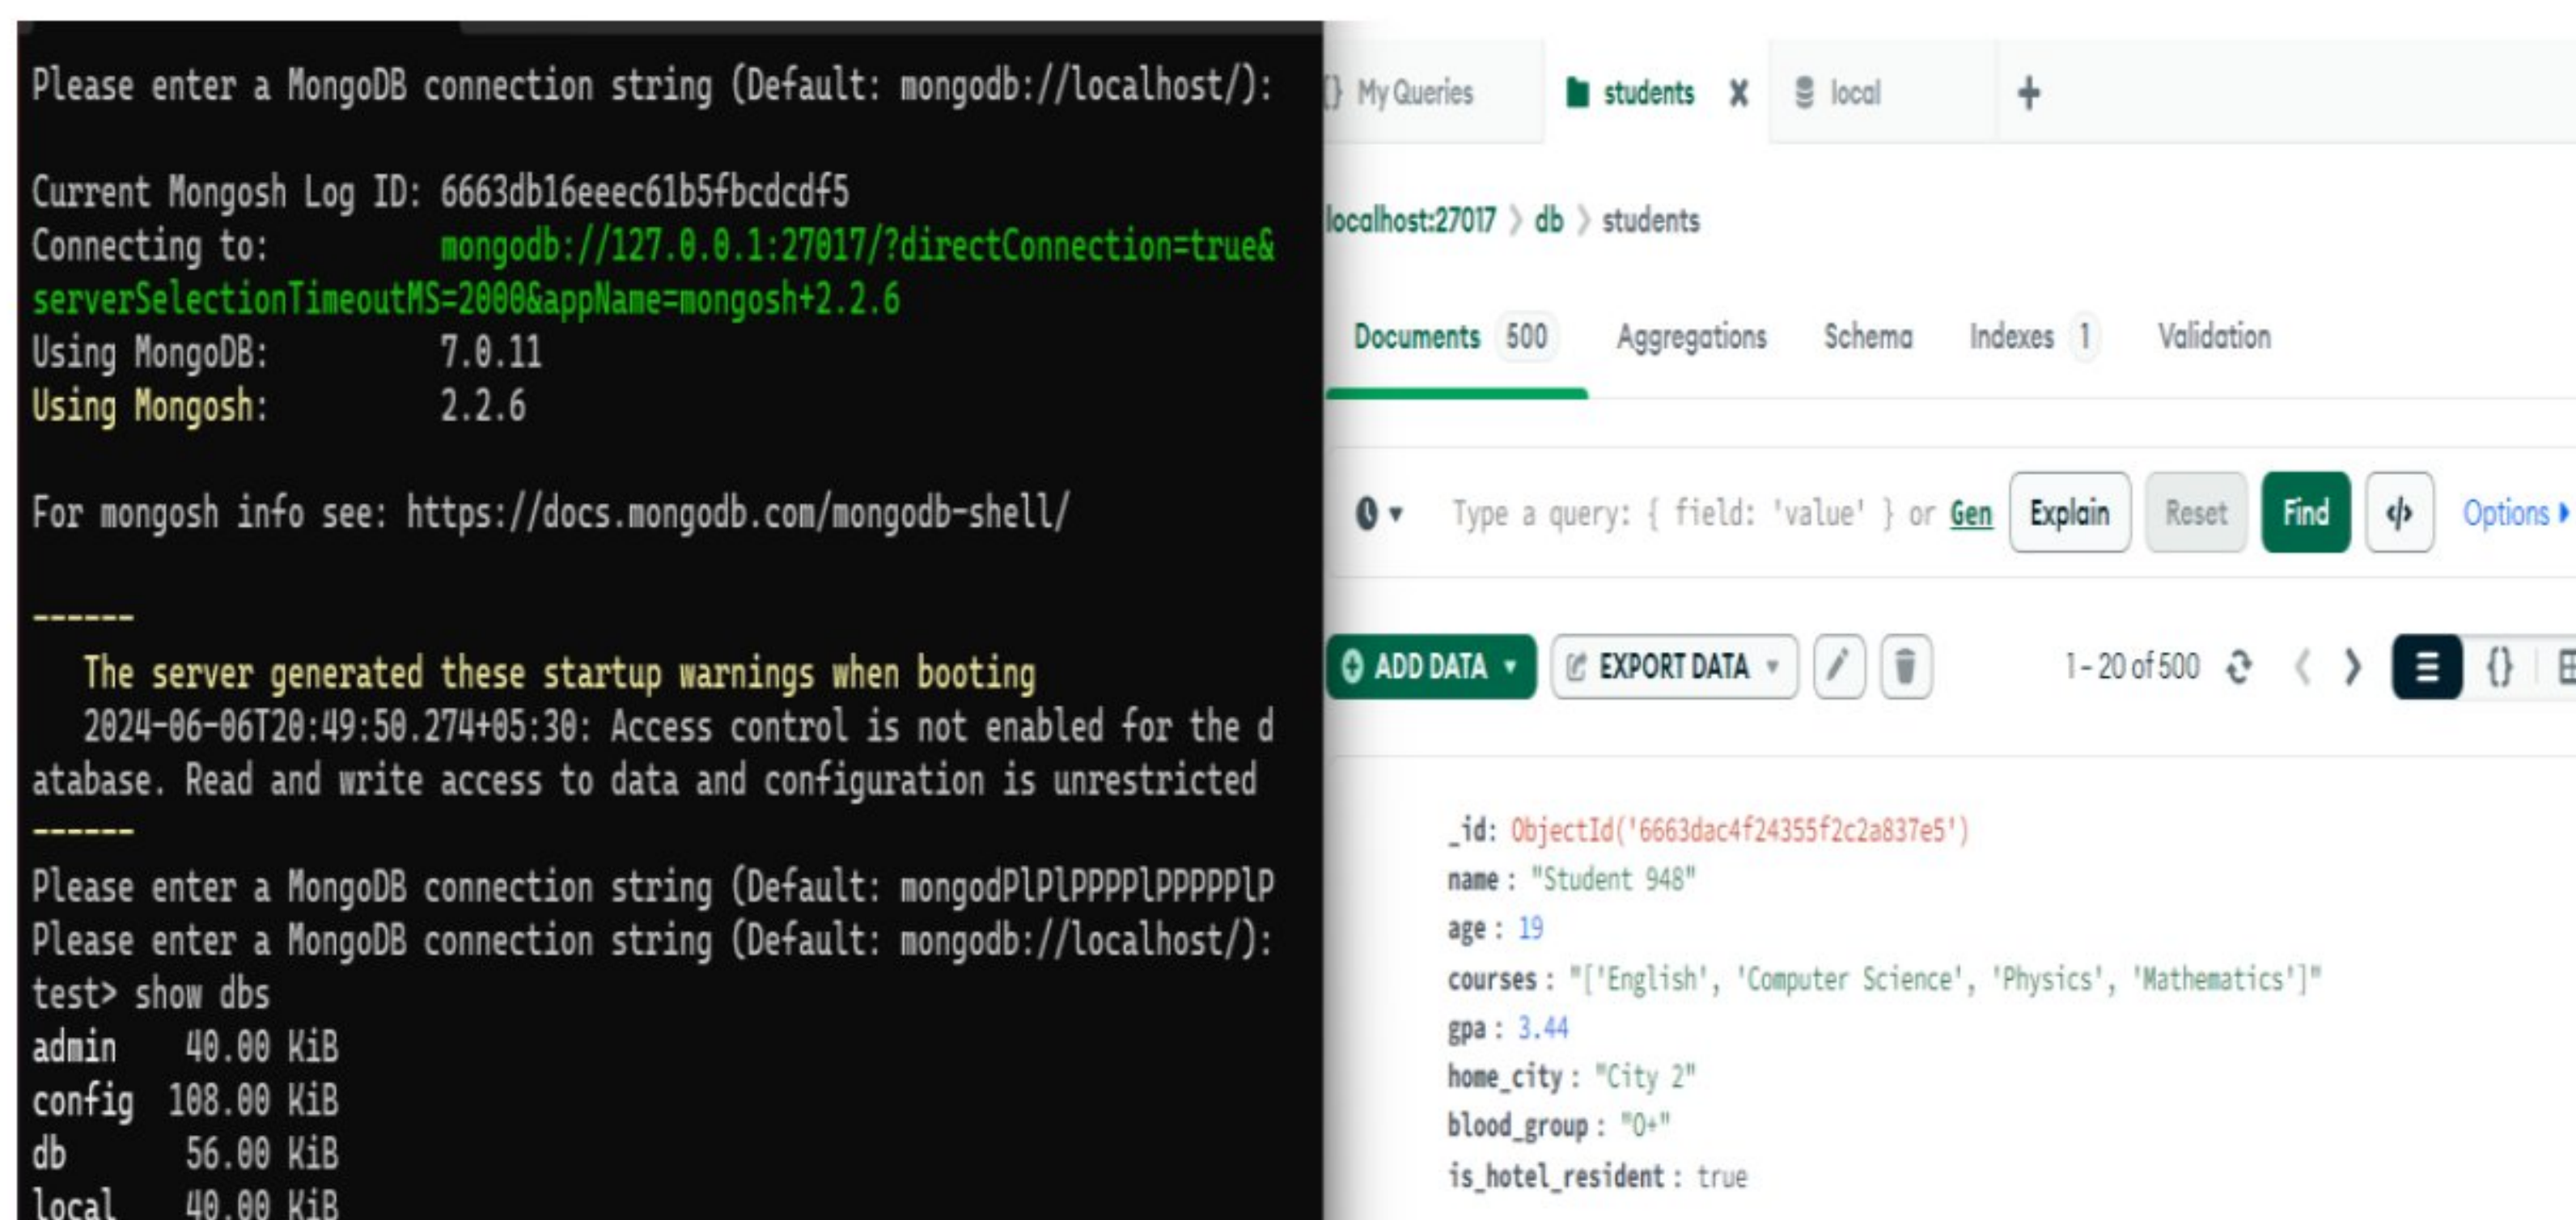 Please enter a MongoDB connection string (Default: mongodb://localhost/):
Current Mongosh Log ID: 6663db16eeec61b5fbcdcdf5
Connecting to: mongodb://127.0.0.1:27017/?directConnection=true&
serverSelectionTimeoutMS=2000&appName=mongosh+2.2.6
Using MongoDB: 7.0.11
Using Mongosh: 2.2.6
For mongosh info see: https://docs.mongodb.com/mongodb-shell/
------
The server generated these startup warnings when booting
2024-06-06T20:49:50.274+05:30: Access control is not enabled for the d
atabase. Read and write access to data and configuration is unrestricted
------
Please enter a MongoDB connection string (Default: mongodPlPlPPPPlPPPPPlP
Please enter a MongoDB connection string (Default: mongodb://localhost/):
test> show dbs
admin 40.00 KiB
config 108.00 KiB
db 56.00 KiB
local 40.00 KiB
{} My Queries students local +
localhost:27017 > db > students
Documents 500 Aggregations Schema Indexes 1 Validation
Type a query: { field: 'value' } or Gen Explain Reset Find </> Options
ADD DATA EXPORT DATA 1 – 20 of 500 {}
_id: ObjectId('6663dac4f24355f2c2a837e5')
name : "Student 948"
age : 19
courses : "['English', 'Computer Science', 'Physics', 'Mathematics']"
gpa : 3.44
home_city : "City 2"
blood_group : "O+"
is_hotel_resident : true